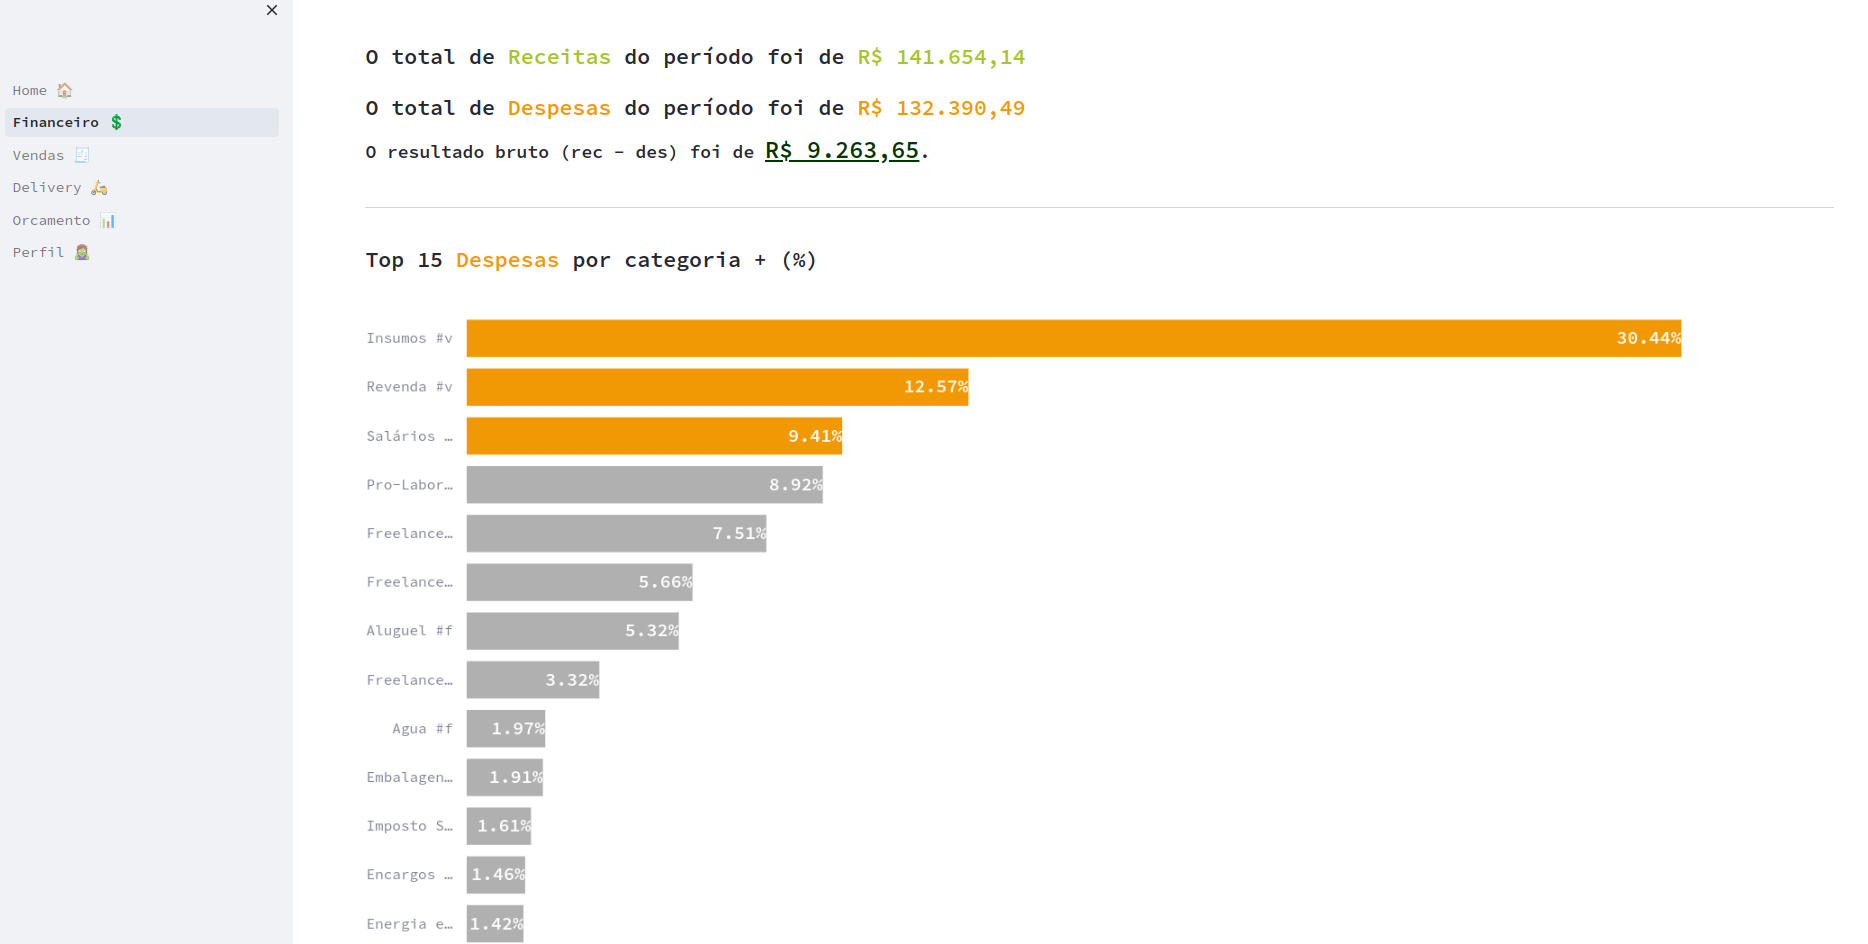 ×
Home 🏠
Financeiro 💲
Vendas 🧾
Delivery 🛵
Orcamento 📊
Perfil 👩
O total de Receitas do período foi de R$ 141.654,14
O total de Despesas do período foi de R$ 132.390,49
O resultado bruto (rec - des) foi de R$ 9.263,65.
Top 15 Despesas por categoria + (%)
Insumos #v 30.44%
Revenda #v 12.57%
Salários … 9.41%
Pro-Labor… 8.92%
Freelance… 7.51%
Freelance… 5.66%
Aluguel #f 5.32%
Freelance… 3.32%
Agua #f 1.97%
Embalagen… 1.91%
Imposto S… 1.61%
Encargos … 1.46%
Energia e… 1.42%